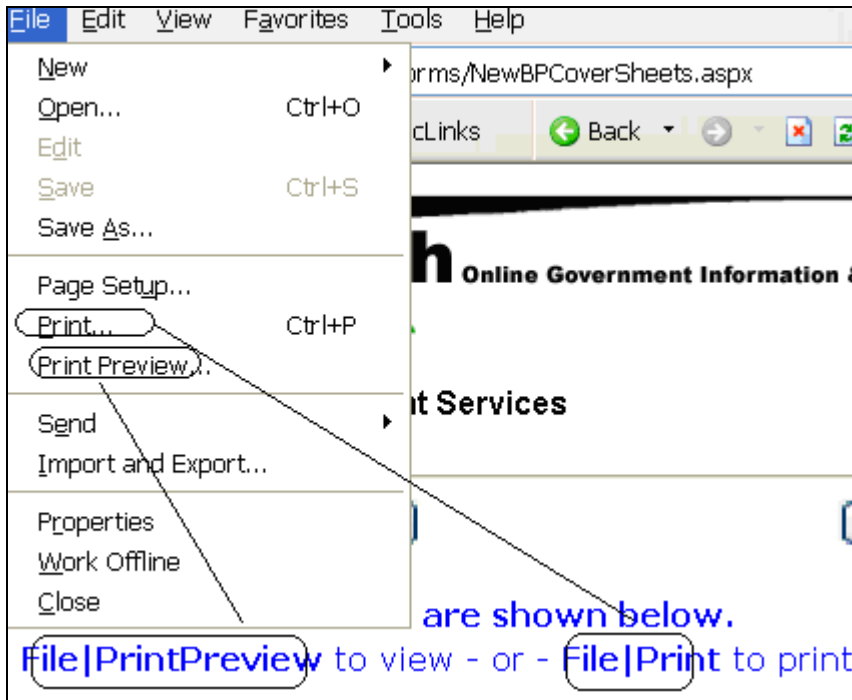 File Edit View Favorites Tools Help
New
orms/NewBPCoverSheets.aspx
Open... Ctrl+O
cLinks Back
Edit
Save Ctrl+S
Save As...
h Online Government Information &
Page Setup...
Print... Ctrl+P
Print Preview...
nt Services
Send
Import and Export...
Properties
Work Offline
Close
are shown below.
File|PrintPreview to view - or - File|Print to print